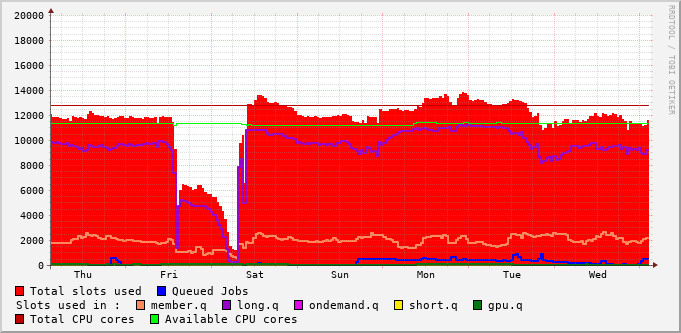 20000
18000
16000
14000
12000
10000
8000
6000
4000
2000
0
Thu Fri Sat Sun Mon Tue Wed
RRDTOOL / TOBI OETIKER
Total slots used Queued Jobs
Slots used in : member.q long.q ondemand.q short.q gpu.q
Total CPU cores Available CPU cores